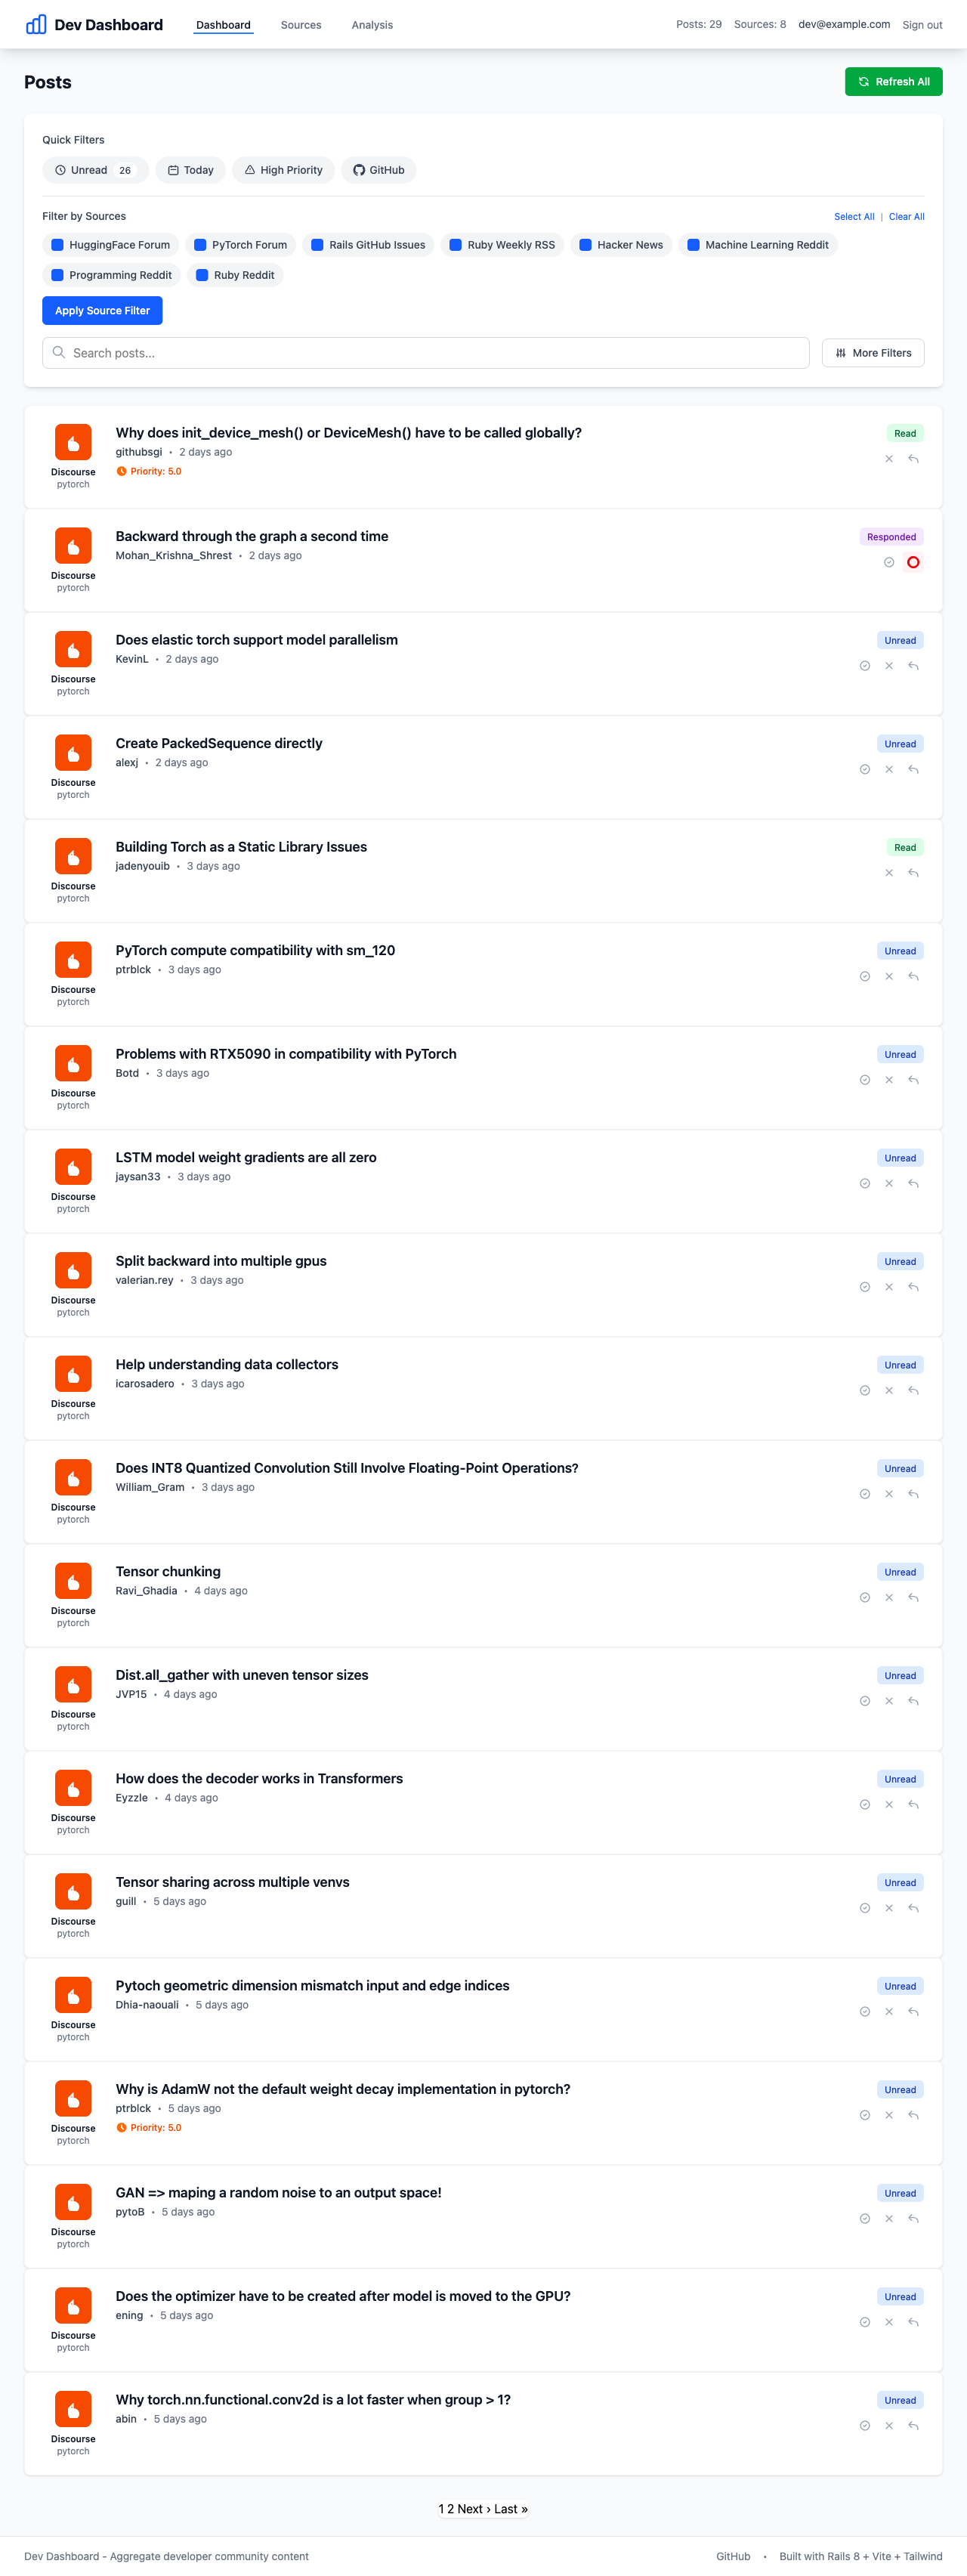 Dev Dashboard Dashboard Sources Analysis Posts: 29 Sources: 8 dev@example.com Sign out
Posts Refresh All
Quick Filters
Unread 26 Today High Priority GitHub
Filter by Sources Select All | Clear All
HuggingFace Forum PyTorch Forum Rails GitHub Issues Ruby Weekly RSS Hacker News Machine Learning Reddit
Programming Reddit Ruby Reddit
Apply Source Filter
Search posts... More Filters
Why does init_device_mesh() or DeviceMesh() have to be called globally? Read
githubsgi • 2 days ago
Priority: 5.0
Discourse
pytorch
Backward through the graph a second time Responded
Mohan_Krishna_Shrest • 2 days ago
Discourse
pytorch
Does elastic torch support model parallelism Unread
KevinL • 2 days ago
Discourse
pytorch
Create PackedSequence directly Unread
alexj • 2 days ago
Discourse
pytorch
Building Torch as a Static Library Issues Read
jadenyouib • 3 days ago
Discourse
pytorch
PyTorch compute compatibility with sm_120 Unread
ptrblck • 3 days ago
Discourse
pytorch
Problems with RTX5090 in compatibility with PyTorch Unread
Botd • 3 days ago
Discourse
pytorch
LSTM model weight gradients are all zero Unread
jaysan33 • 3 days ago
Discourse
pytorch
Split backward into multiple gpus Unread
valerian.rey • 3 days ago
Discourse
pytorch
Help understanding data collectors Unread
icarosadero • 3 days ago
Discourse
pytorch
Does INT8 Quantized Convolution Still Involve Floating-Point Operations? Unread
William_Gram • 3 days ago
Discourse
pytorch
Tensor chunking Unread
Ravi_Ghadia • 4 days ago
Discourse
pytorch
Dist.all_gather with uneven tensor sizes Unread
JVP15 • 4 days ago
Discourse
pytorch
How does the decoder works in Transformers Unread
Eyzzle • 4 days ago
Discourse
pytorch
Tensor sharing across multiple venvs Unread
guill • 5 days ago
Discourse
pytorch
Pytoch geometric dimension mismatch input and edge indices Unread
Dhia-naouali • 5 days ago
Discourse
pytorch
Why is AdamW not the default weight decay implementation in pytorch? Unread
ptrblck • 5 days ago
Priority: 5.0
Discourse
pytorch
GAN => maping a random noise to an output space! Unread
pytoB • 5 days ago
Discourse
pytorch
Does the optimizer have to be created after model is moved to the GPU? Unread
ening • 5 days ago
Discourse
pytorch
Why torch.nn.functional.conv2d is a lot faster when group > 1? Unread
abin • 5 days ago
Discourse
pytorch
1 2 Next › Last »
Dev Dashboard - Aggregate developer community content GitHub • Built with Rails 8 + Vite + Tailwind